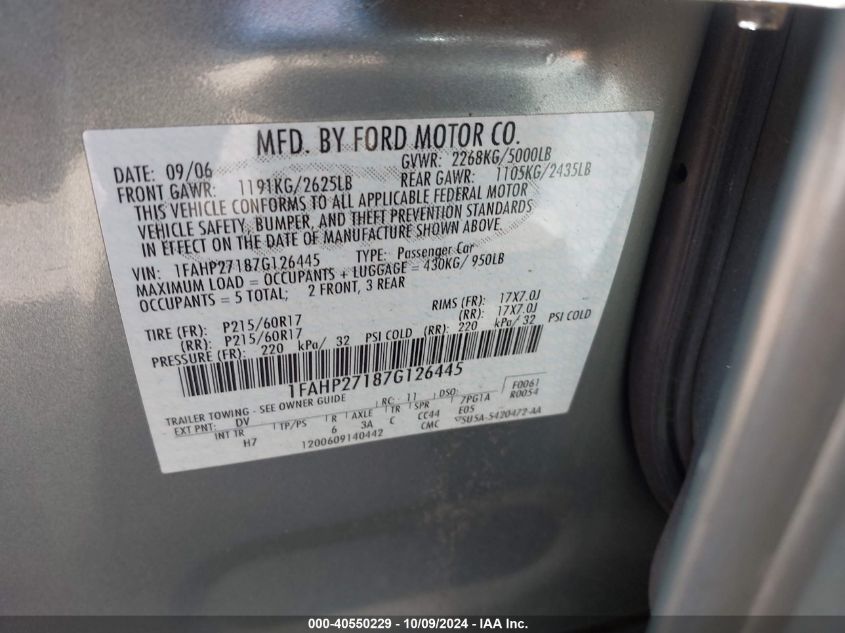 MFD. BY FORD MOTOR CO.
DATE: 09/06 GVWR: 2268KG/5000LB
FRONT GAWR: 1191KG/2625LB REAR GAWR: 1105KG/2435LB
THIS VEHICLE CONFORMS TO ALL APPLICABLE FEDERAL MOTOR
VEHICLE SAFETY, BUMPER, AND THEFT PREVENTION STANDARDS
IN EFFECT ON THE DATE OF MANUFACTURE SHOWN ABOVE.
VIN: 1FAHP27187G126445 TYPE: Passenger Car
MAXIMUM LOAD = OCCUPANTS + LUGGAGE = 430KG/ 950LB
OCCUPANTS = 5 TOTAL; 2 FRONT, 3 REAR
TIRE (FR): P215/60R17 RIMS (FR): 17X7.0J
(RR): P215/60R17 (RR): 17X7.0J
PRESSURE (FR): 220 kPa/ 32 PSI COLD (RR): 220 kPa/ 32 PSI COLD
1FAHP27187G126445
TRAILER TOWING - SEE OWNER GUIDE
EXT PNT: DV RC: 11 DSO: F0061
INT TR TP/PS R AXLE TR SPR 7PG1A R0054
H7 6 3A C CC44 E05
1200609140442 CMC 5U5A-5420472-AA
000-40550229 - 10/09/2024 - IAA Inc.